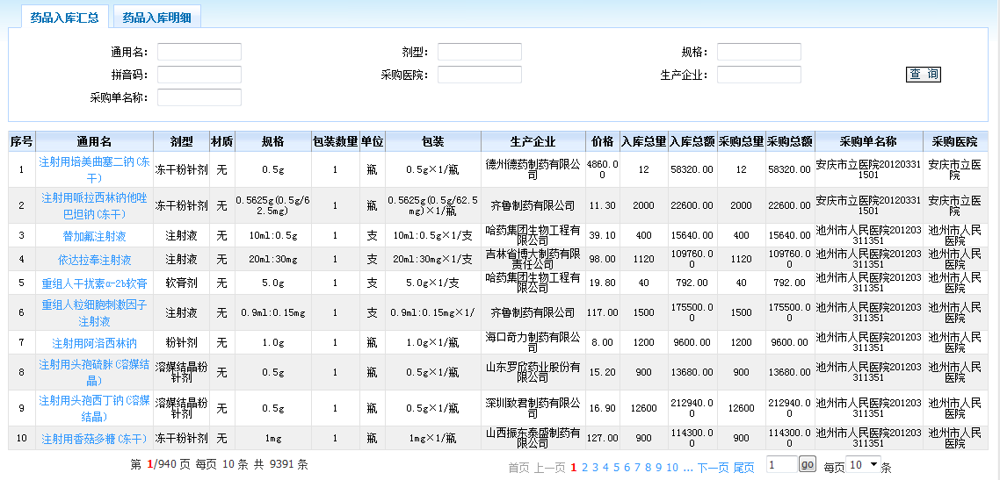 药品入库汇总 药品入库明细
通用名： 剂型： 规格：
拼音码： 采购医院： 生产企业： 查 询
采购单名称：
序号 通用名 剂型 材质 规格 包装数量 单位 包装 生产企业 价格 入库总量 入库总额 采购总量 采购总额 采购单名称 采购医院
1 注射用培美曲塞二钠(冻干) 冻干粉针剂 无 0.5g 1 瓶 0.5g×1/瓶 德州德药制药有限公司 4860.00 12 58320.00 12 58320.00 安庆市立医院201203311501 安庆市立医院
2 注射用哌拉西林钠他唑巴坦钠(冻干) 冻干粉针剂 无 0.5625g(0.5g/62.5mg) 1 瓶 0.5625g(0.5g/62.5mg)×1/瓶 齐鲁制药有限公司 11.30 2000 22600.00 2000 22600.00 安庆市立医院201203311501 安庆市立医院
3 替加氟注射液 注射液 无 10ml:0.5g 1 支 10ml:0.5g×1/支 哈药集团生物工程有限公司 39.10 400 15640.00 400 15640.00 池州市人民医院201203311351 池州市人民医院
4 依达拉奉注射液 注射液 无 20ml:30mg 1 支 20ml:30mg×1/支 吉林省博大制药有限责任公司 98.00 1120 109760.00 1120 109760.00 池州市人民医院201203311351 池州市人民医院
5 重组人干扰素α-2b软膏 软膏剂 无 5.0g 1 支 5.0g×1/支 哈药集团生物工程有限公司 19.80 40 792.00 40 792.00 池州市人民医院201203311351 池州市人民医院
6 重组人粒细胞刺激因子注射液 注射液 无 0.9ml:0.15mg 1 支 0.9ml:0.15mg×1/ 齐鲁制药有限公司 117.00 1500 175500.00 1500 175500.00 池州市人民医院201203311351 池州市人民医院
7 注射用阿洛西林钠 粉针剂 无 1.0g 1 瓶 1.0g×1/瓶 海口奇力制药有限公司 8.00 1200 9600.00 1200 9600.00 池州市人民医院201203311351 池州市人民医院
8 注射用头孢硫脒(溶媒结晶) 溶媒结晶粉针剂 无 0.5g 1 瓶 0.5g×1/瓶 山东罗欣药业股份有限公司 15.20 900 13680.00 900 13680.00 池州市人民医院201203311351 池州市人民医院
9 注射用头孢西丁钠(溶媒结晶) 溶媒结晶粉针剂 无 0.5g 1 瓶 0.5g×1/瓶 深圳致君制药有限公司 16.90 12600 212940.00 12600 212940.00 池州市人民医院201203311351 池州市人民医院
10 注射用香菇多糖(冻干) 冻干粉针剂 无 1mg 1 瓶 1mg×1/瓶 山西振东泰盛制药有限公司 127.00 900 114300.00 900 114300.00 池州市人民医院201203311351 池州市人民医院
第 1/940 页 每页 10 条 共 9391 条 首页 上一页 1 2 3 4 5 6 7 8 9 10 ... 下一页 尾页 1 go 每页 10 条